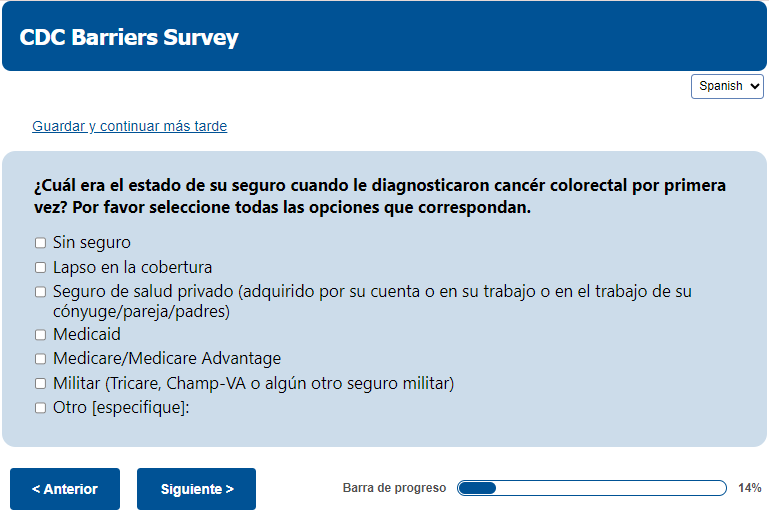 CDC Barriers Survey
Spanish
Guardar y continuar más tarde
¿Cuál era el estado de su seguro cuando le diagnosticaron cancér colorectal por primera
vez? Por favor seleccione todas las opciones que correspondan.
Sin seguro
Lapso en la cobertura
Seguro de salud privado (adquirido por su cuenta o en su trabajo o en el trabajo de su
cónyuge/pareja/padres)
Medicaid
Medicare/Medicare Advantage
Militar (Tricare, Champ-VA o algún otro seguro militar)
Otro [especifique]:
< Anterior
Siguiente >
Barra de progreso
14%